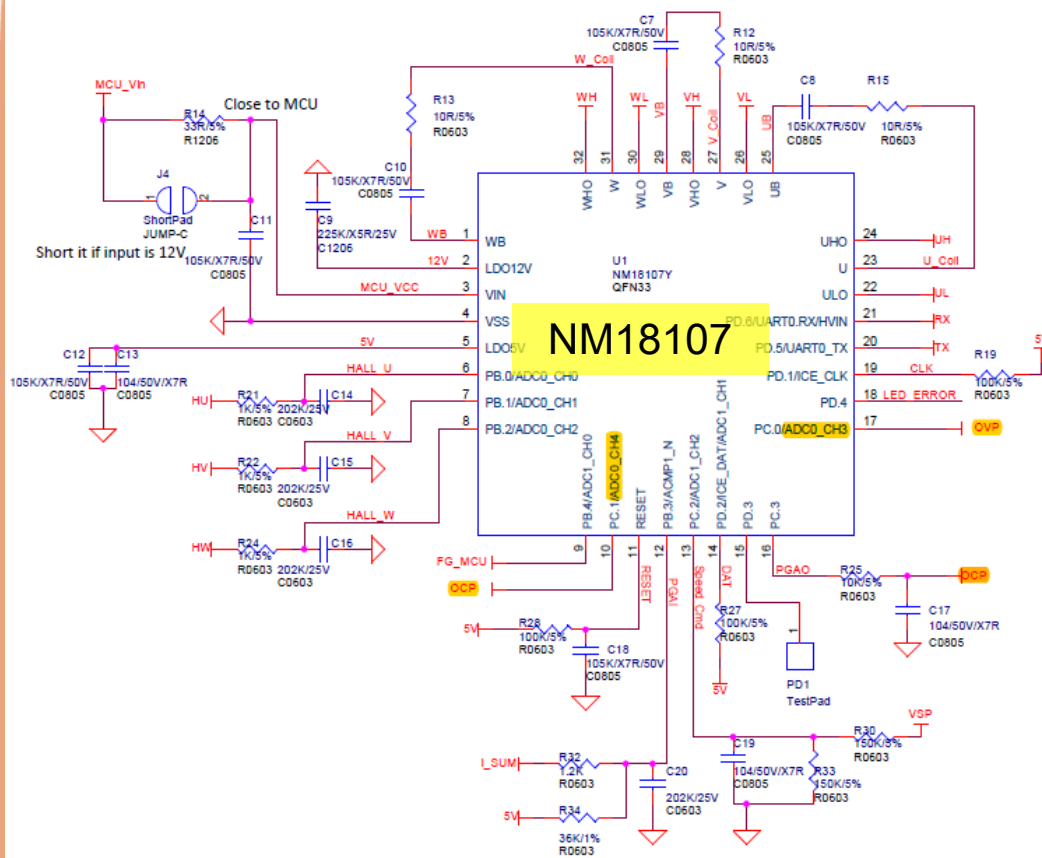 C7
105K/X7R/50V
C0805
R12
10R/5%
R0603
W_Coil
MCU_Vin
R14
33R/5%
R1206
Close to MCU
R13
10R/5%
R0603
WH
WL
VB
VH
V_Coil
VL
UB
C8
105K/X7R/50V
C0805
R15
10R/5%
R0603
J4
1
2
ShortPad
JUMP-C
Short it if input is 12V
C10
105K/X7R/50V
C0805
C9
225K/X5R/25V
C1206
C11
105K/X7R/50V
C0805
32
31
30
29
28
27
26
25
WHO
W
WLO
VB
VHO
V
VLO
UB
WB
1
WB
12V
2
LDO12V
MCU_VCC
3
VIN
4
VSS
5V
5
LDO5V
HALL_U
6
PB.0/ADC0_CH0
HALL_V
7
PB.1/ADC0_CH1
HALL_W
8
PB.2/ADC0_CH2
U1
NM18107Y
QFN33
NM18107
UHO
24
UH
U
23
U_Coil
ULO
22
UL
PD.6/UART0.RX/HVIN
21
RX
PD.5/UART0_TX
20
TX
PD.1/ICE_CLK
19
CLK
PD.4
18
LED_ERROR
PC.0/ADC0_CH3
17
OVP
R19
100K/5%
R0603
5
C12
105K/X7R/50V
C0805
C13
104/50V/X7R
C0805
HU
R21
1K/5%
R0603
C14
202K/25V
C0603
HV
R22
1K/5%
R0603
C15
202K/25V
C0603
HW
R24
1K/5%
R0603
C16
202K/25V
C0603
PB.4/ADC1_CH0
PC.1/ADC0_CH4
RESET
PB.3/ACMP1_N
PC.2/ADC1_CH2
PD.2/ICE_DAT/ADC1_CH1
PD.3
PC.3
9
10
11
12
13
14
15
16
FG_MCU
OCP
RESET
PGAI
Speed_Cmd
DAT
PGAO
R25
10K/5%
R0603
OCP
C17
104/50V/X7R
C0805
5V
R28
100K/5%
R0603
C18
105K/X7R/50V
C0805
R27
100K/5%
R0603
5V
1
PD1
TestPad
I_SUM
R32
1.2K
R0603
C20
202K/25V
C0603
5V
R34
36K/1%
R0603
C19
104/50V/X7R
C0805
R33
150K/5%
R0603
R30
150K/5%
R0603
VSP